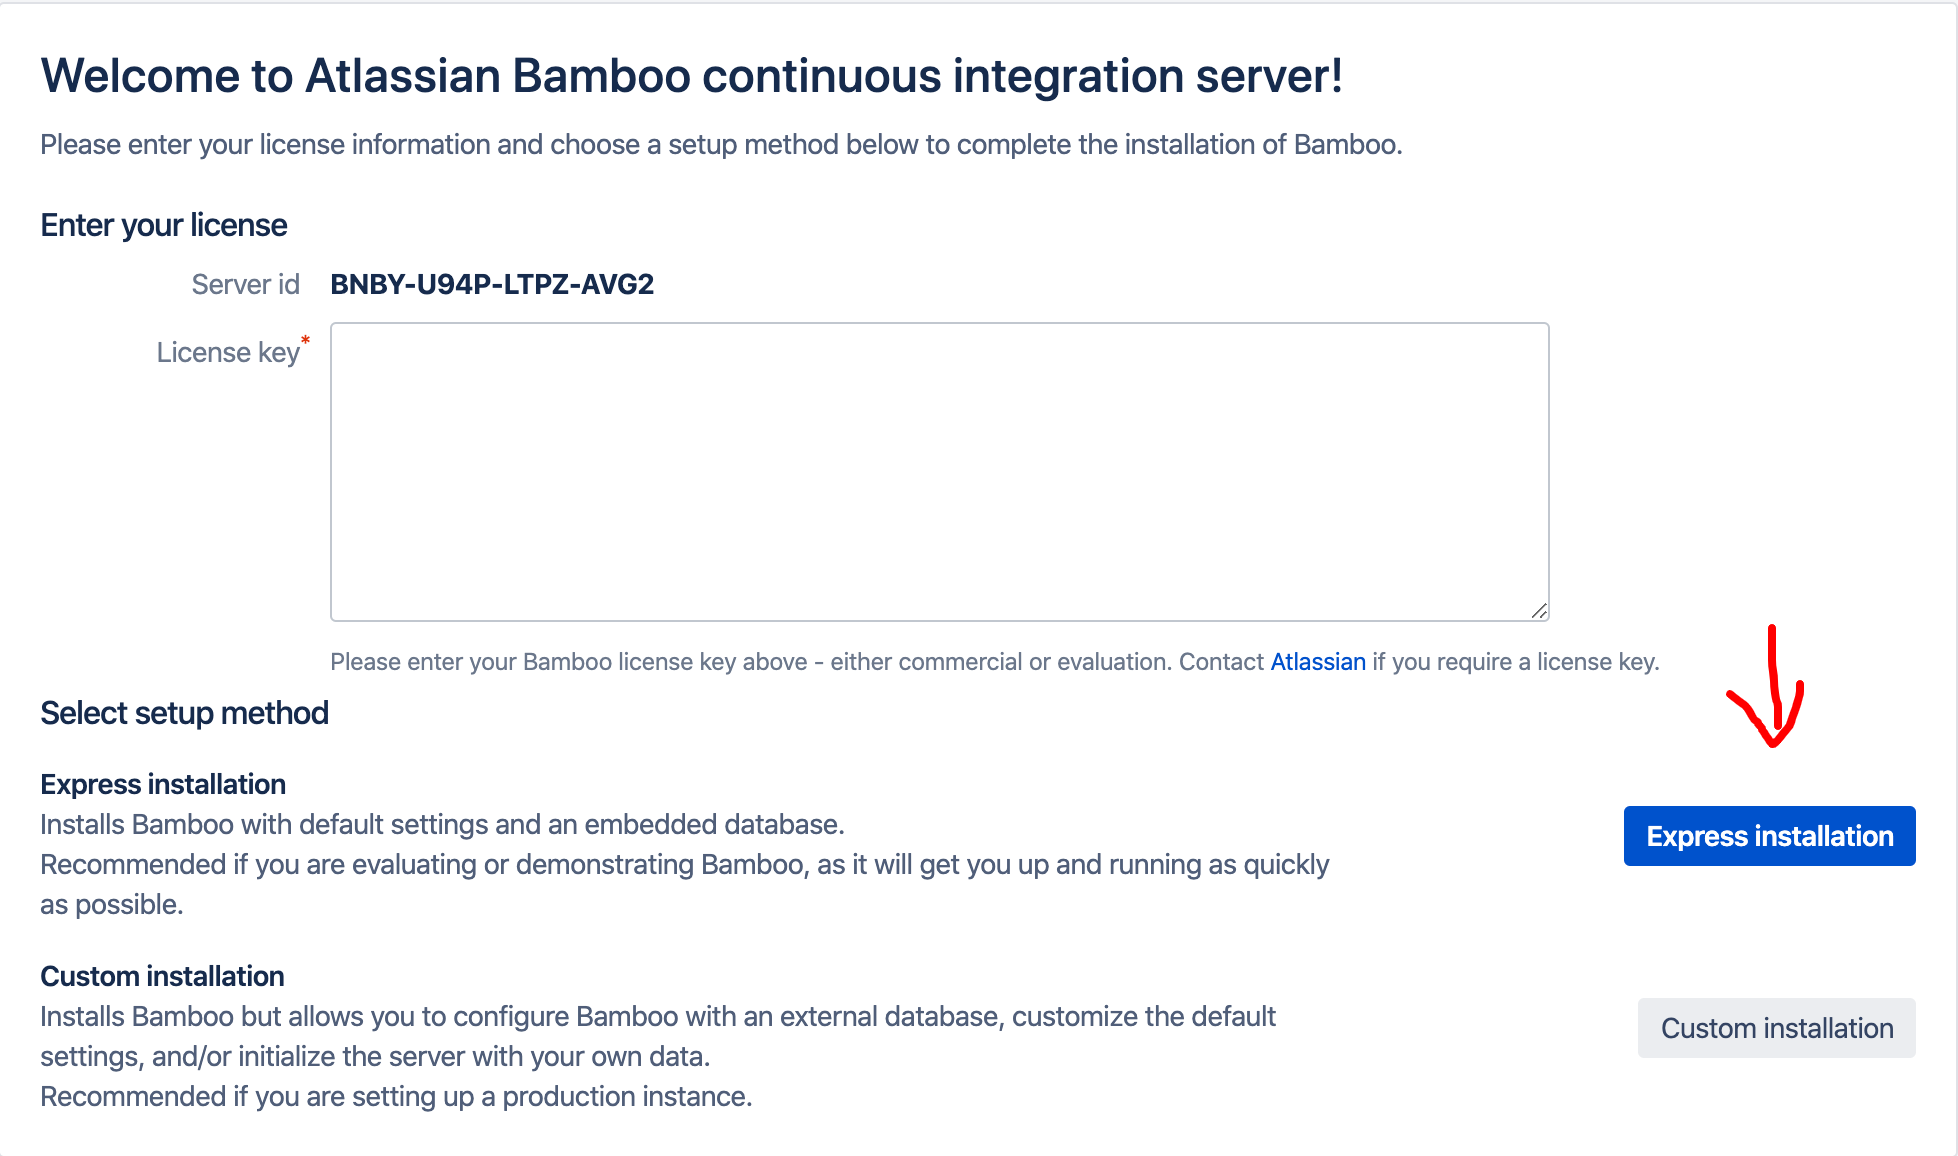 Welcome to Atlassian Bamboo continuous integration server!
Please enter your license information and choose a setup method below to complete the installation of Bamboo.
Enter your license
Server id BNBY-U94P-LTPZ-AVG2
License key*
Please enter your Bamboo license key above - either commercial or evaluation. Contact Atlassian if you require a license key.
Select setup method
Express installation
Installs Bamboo with default settings and an embedded database.
Recommended if you are evaluating or demonstrating Bamboo, as it will get you up and running as quickly
as possible.
Express installation
Custom installation
Installs Bamboo but allows you to configure Bamboo with an external database, customize the default
settings, and/or initialize the server with your own data.
Recommended if you are setting up a production instance.
Custom installation